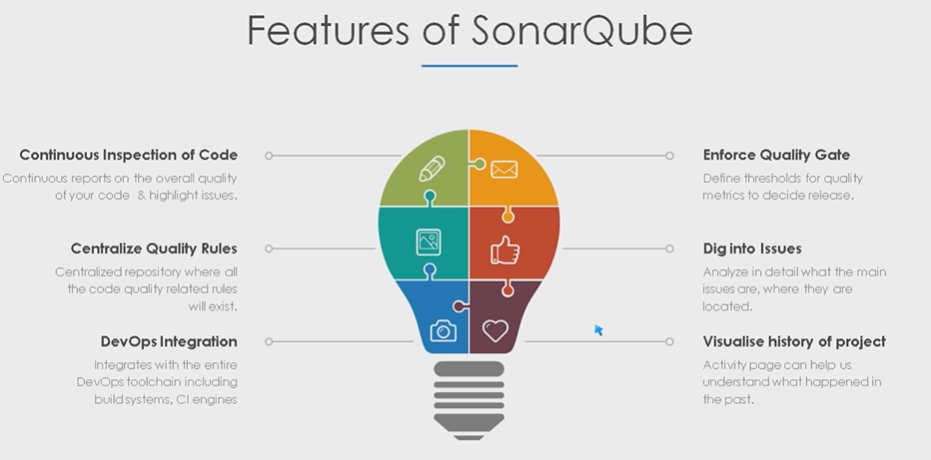 Features of SonarQube
Continuous Inspection of Code
Continuous reports on the overall quality
of your code & highlight issues.
Centralize Quality Rules
Centralized repository where all
the code quality related rules
will exist.
DevOps Integration
Integrates with the entire
DevOps toolchain including
build systems, CI engines
Enforce Quality Gate
Define thresholds for quality
metrics to decide release.
Dig into Issues
Analyze in detail what the main
issues are, where they are
located.
Visualise history of project
Activity page can help us
understand what happened in
the past.